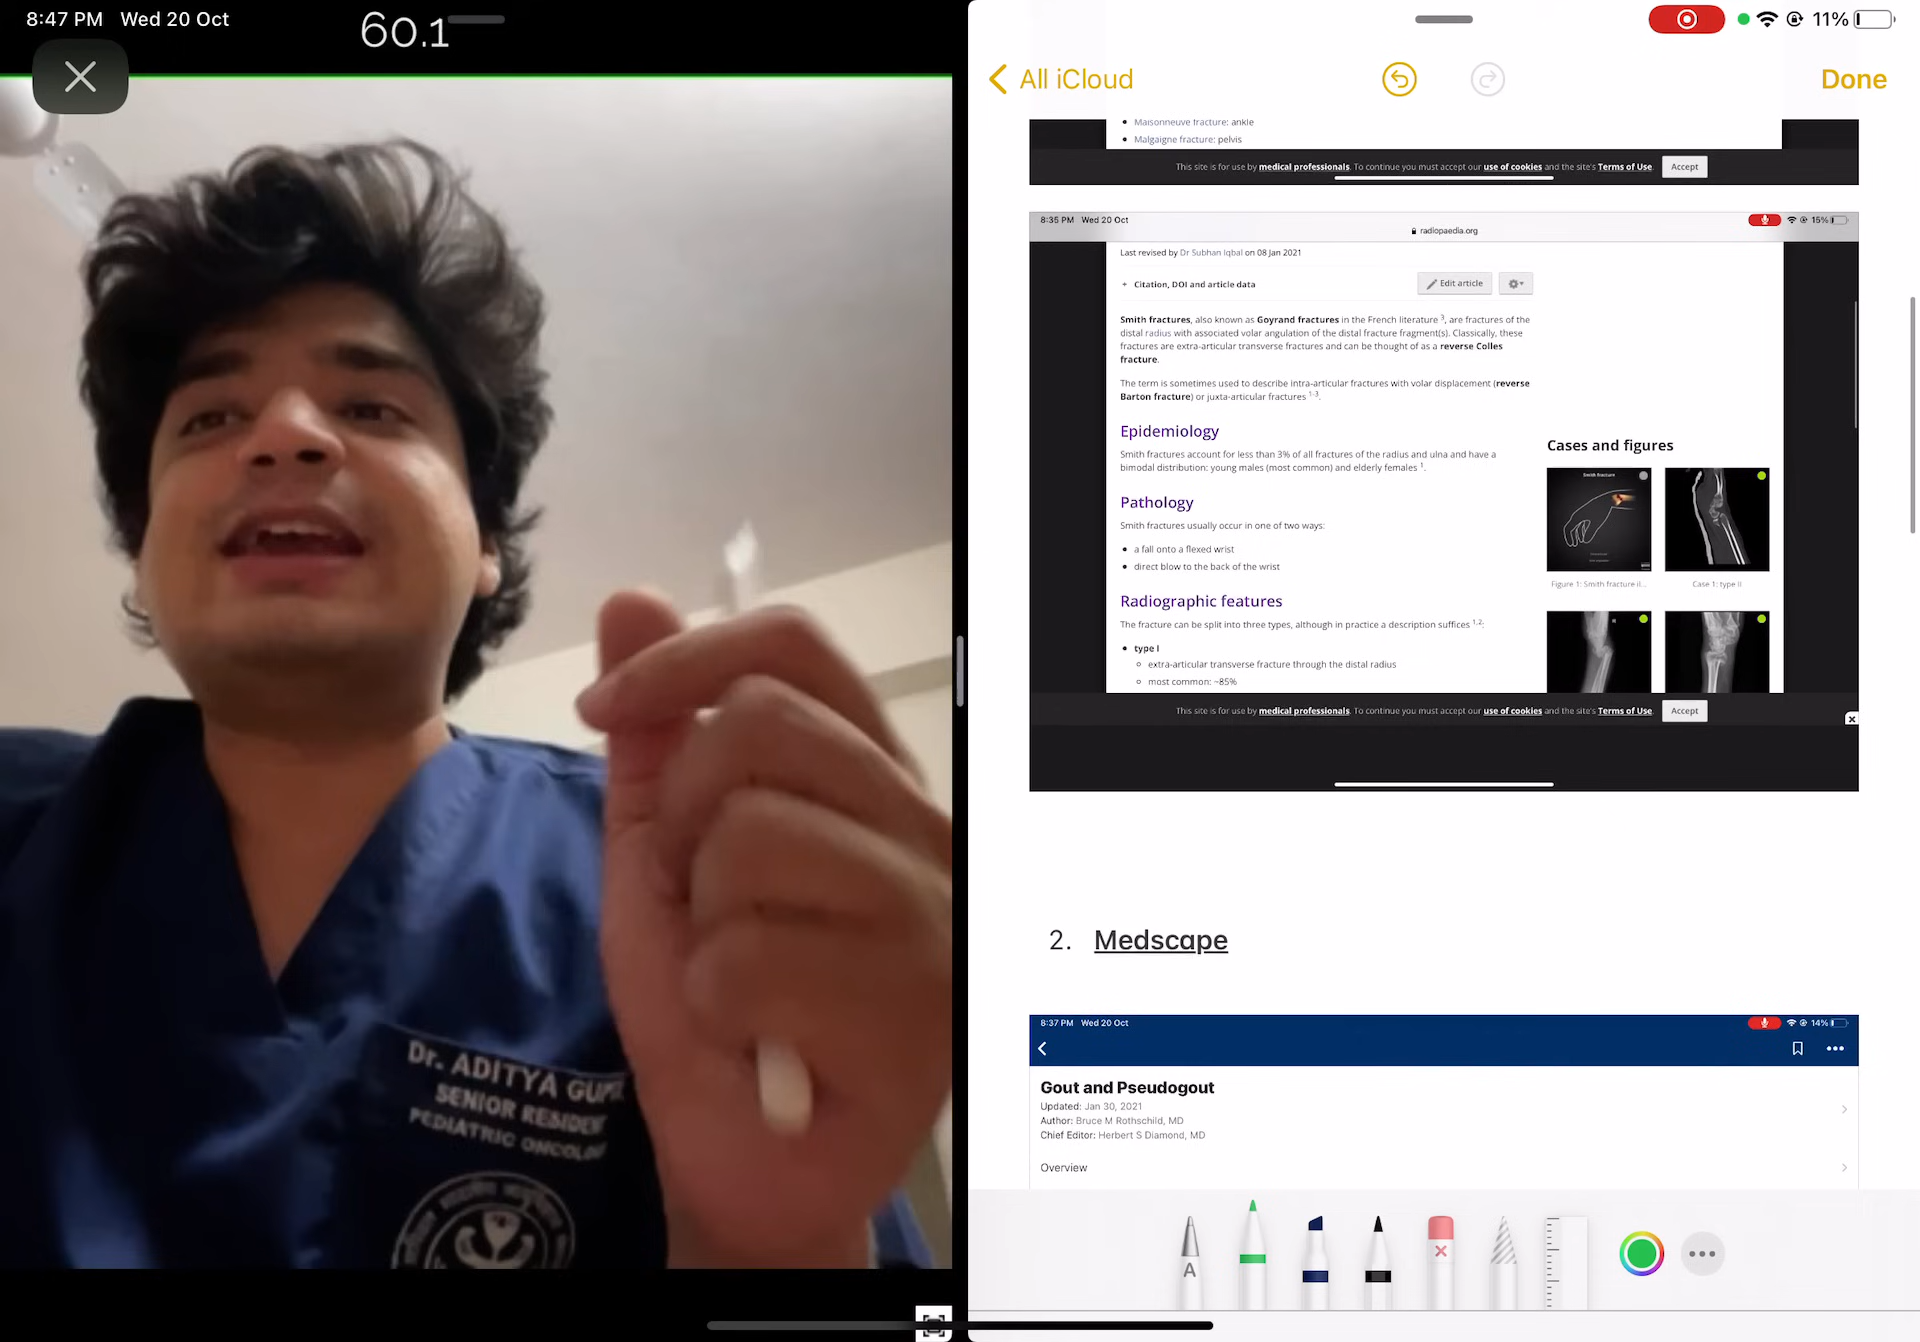 8:47 PM Wed 20 Oct
60.1
11%
All iCloud
Done
Maisonneuve fracture: ankle
Malgaigne fracture: pelvis
This site is for use by medical professionals. To continue you must accept our use of cookies and the site's Terms of Use
Accept
8:35 PM Wed 20 Oct
15%
radiopaedia.org
Last revised by Dr Subhan Iqbal on 08 Jan 2021
+ Citation, DOI and article data
Edit article
Smith fractures, also known as Goyrand fractures in the French literature 3, are fractures of the
distal radius with associated volar angulation of the distal fracture fragment(s). Classically, these
fractures are extra-articular transverse fractures and can be thought of as a reverse Colles
fracture.
The term is sometimes used to describe intra-articular fractures with volar displacement (reverse
Barton fracture) or juxta-articular fractures 1-3.
Epidemiology
Smith fractures account for less than 3% of all fractures of the radius and ulna and have a
bimodal distribution: young males (most common) and elderly females 1.
Pathology
Smith fractures usually occur in one of two ways:
a fall onto a flexed wrist
direct blow to the back of the wrist
Radiographic features
The fracture can be split into three types, although in practice a description suffices 1,2:
type I
extra-articular transverse fracture through the distal radius
most common: ~85%
Cases and figures
Smith fracture
Figure 1: Smith fracture il...
Case 1: type II
This site is for use by medical professionals. To continue you must accept our use of cookies and the site's Terms of Use
Accept
2. Medscape
8:37 PM Wed 20 Oct
14%
Gout and Pseudogout
Updated: Jan 30, 2021
Author: Bruce M Rothschild, MD
Chief Editor: Herbert S Diamond, MD
Overview
A
Dr. ADITYA
SENIOR RESIDENT
PEDIATRIC ONCOLOGY